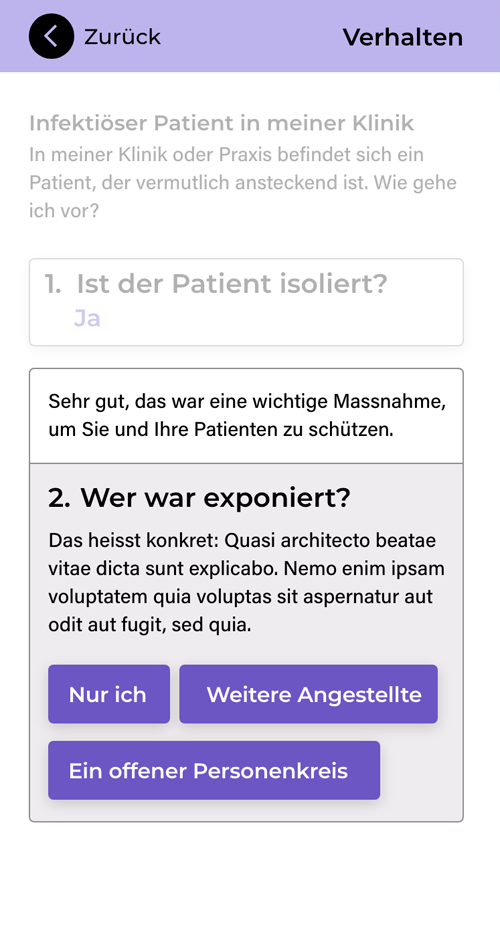 Zurück
Verhalten
Infektiöser Patient in meiner Klinik
In meiner Klinik oder Praxis befindet sich ein
Patient, der vermutlich ansteckend ist. Wie gehe
ich vor?
1. Ist der Patient isoliert?
Ja
Sehr gut, das war eine wichtige Massnahme,
um Sie und Ihre Patienten zu schützen.
2. Wer war exponiert?
Das heisst konkret: Quasi architecto beatae
vitae dicta sunt explicabo. Nemo enim ipsam
voluptatem quia voluptas sit aspernatur aut
odit aut fugit, sed quia.
Nur ich
Weitere Angestellte
Ein offener Personenkreis